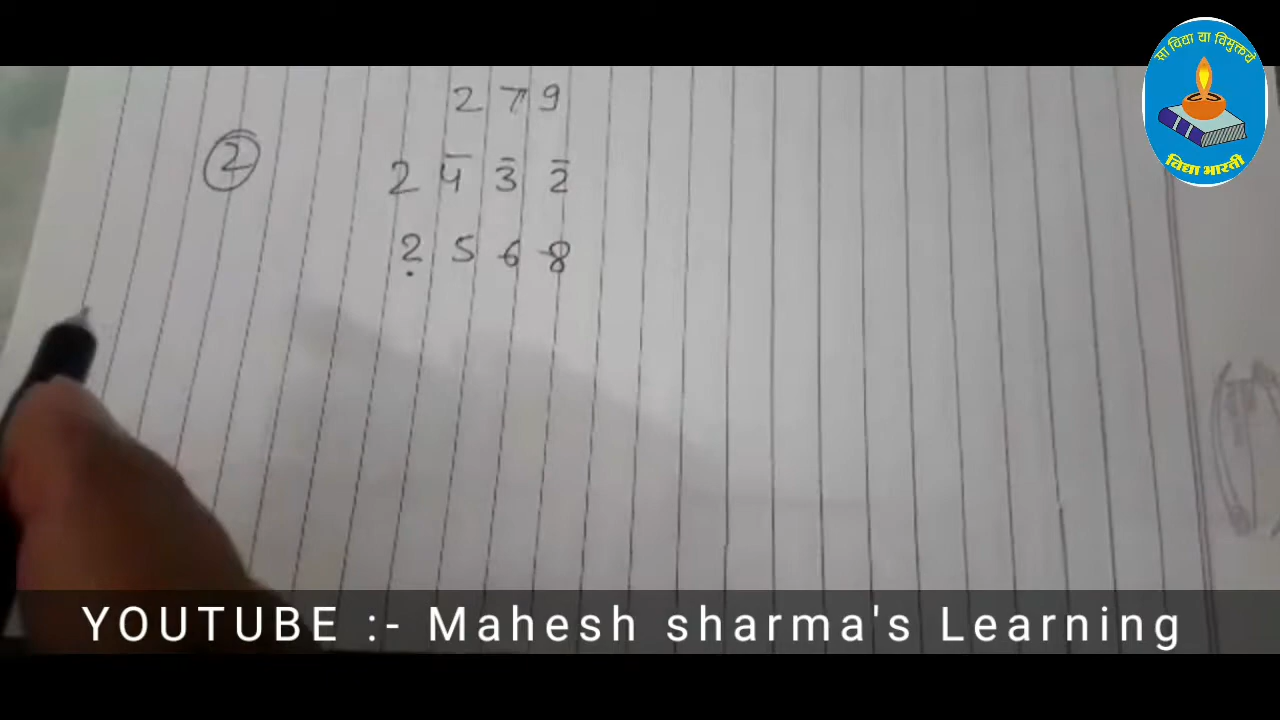 सा विद्या या विमुक्तये
विद्या भारती
2 7 9
②
2 4̅ 3̅ 2̅
2̣ 5 6 8
YOUTUBE :- Mahesh sharma's Learning